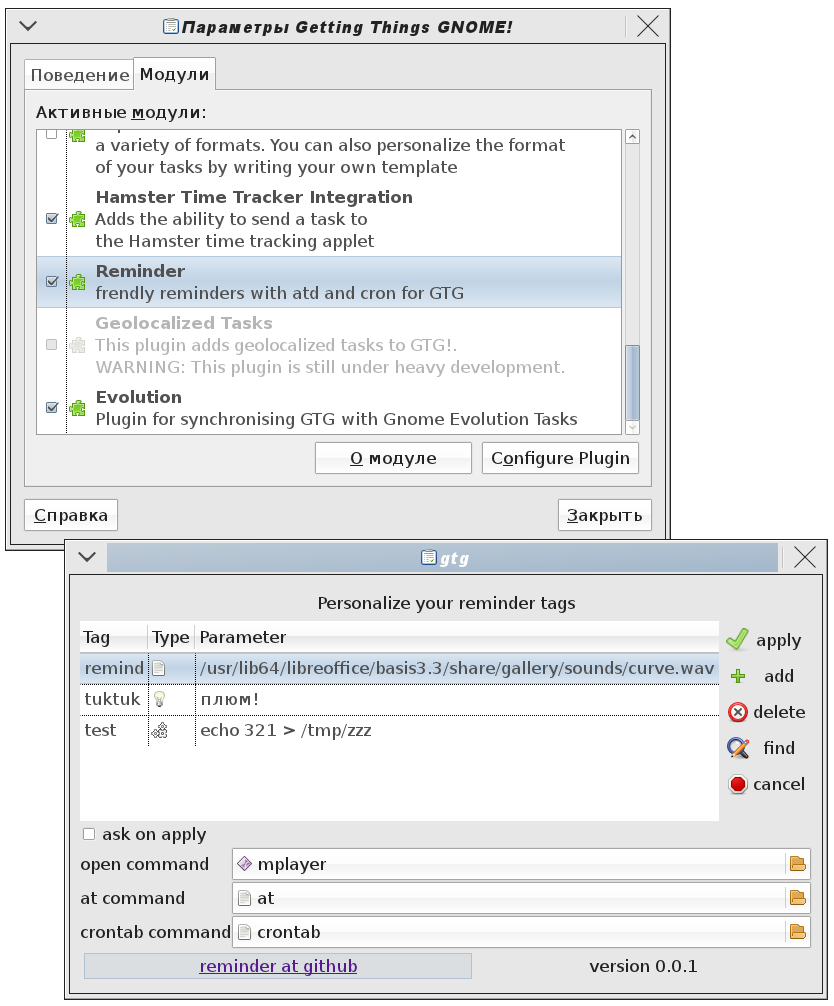 Параметры Getting Things GNOME!
Поведение Модули
Активные модули:
a variety of formats. You can also personalize the format
of your tasks by writing your own template
Hamster Time Tracker Integration
Adds the ability to send a task to
the Hamster time tracking applet
Reminder
frendly reminders with atd and cron for GTG
Geolocalized Tasks
This plugin adds geolocalized tasks to GTG!.
WARNING: This plugin is still under heavy development.
Evolution
Plugin for synchronising GTG with Gnome Evolution Tasks
О модуле Configure Plugin
Справка Закрыть
gtg
Personalize your reminder tags
Tag Type Parameter
remind /usr/lib64/libreoffice/basis3.3/share/gallery/sounds/curve.wav
tuktuk плюм!
test echo 321 > /tmp/zzz
apply
add
delete
find
cancel
ask on apply
open command mplayer
at command at
crontab command crontab
reminder at github version 0.0.1